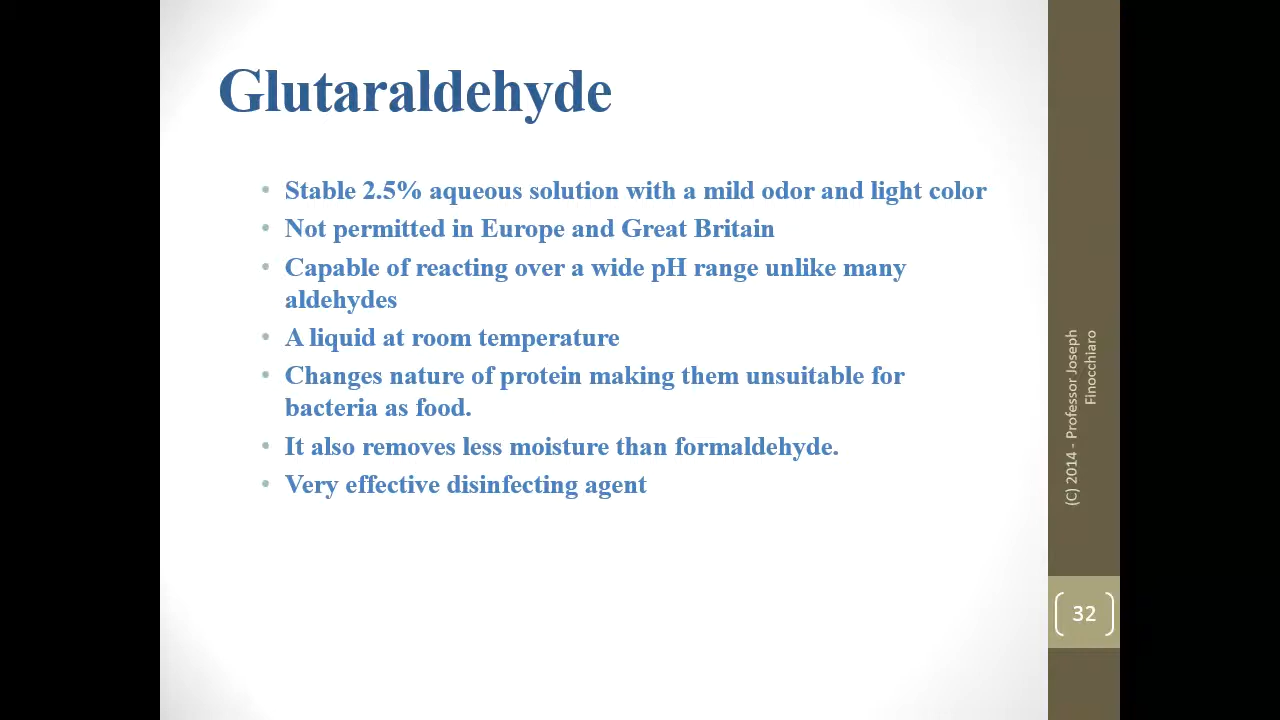 Glutaraldehyde
• Stable 2.5% aqueous solution with a mild odor and light color
• Not permitted in Europe and Great Britain
• Capable of reacting over a wide pH range unlike many
aldehydes
• A liquid at room temperature
• Changes nature of protein making them unsuitable for
bacteria as food.
• It also removes less moisture than formaldehyde.
• Very effective disinfecting agent
(C) 2014 - Professor Joseph
Finocchiaro
32